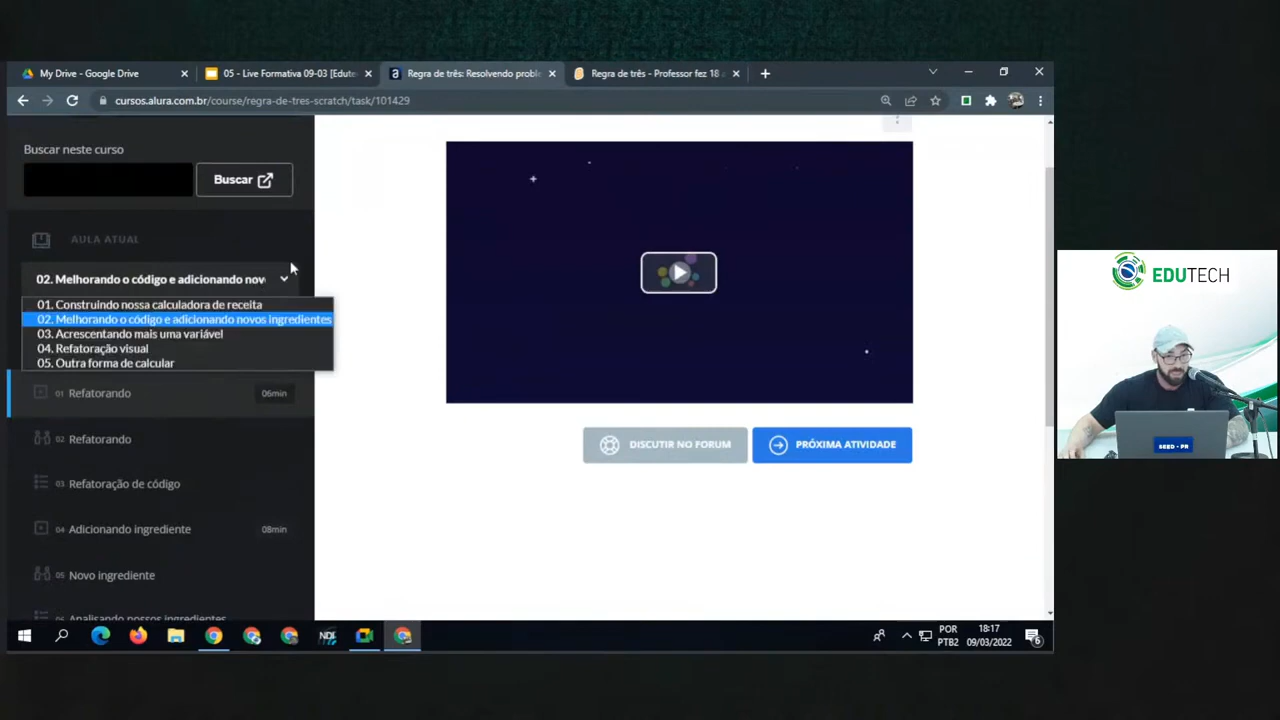 My Drive - Google Drive
05 - Live Formativa 09-03 [Edute
Regra de três: Resolvendo proble
Regra de três - Professor fez 18
cursos.alura.com.br/course/regra-de-tres-scratch/task/101429
Buscar neste curso
Buscar
AULA ATUAL
02. Melhorando o código e adicionando nov
01. Construindo nossa calculadora de receita
02. Melhorando o código e adicionando novos ingredientes
03. Acrescentando mais uma variável
04. Refatoração visual
05. Outra forma de calcular
01 Refatorando 06min
02 Refatorando
03 Refatoração de código
04 Adicionando ingrediente 08min
05 Novo ingrediente
06 Analisando nossos ingredientes
DISCUTIR NO FORUM
PRÓXIMA ATIVIDADE
EDUTECH
SEED - PR
NDI
POR
PTB2
18:17
09/03/2022